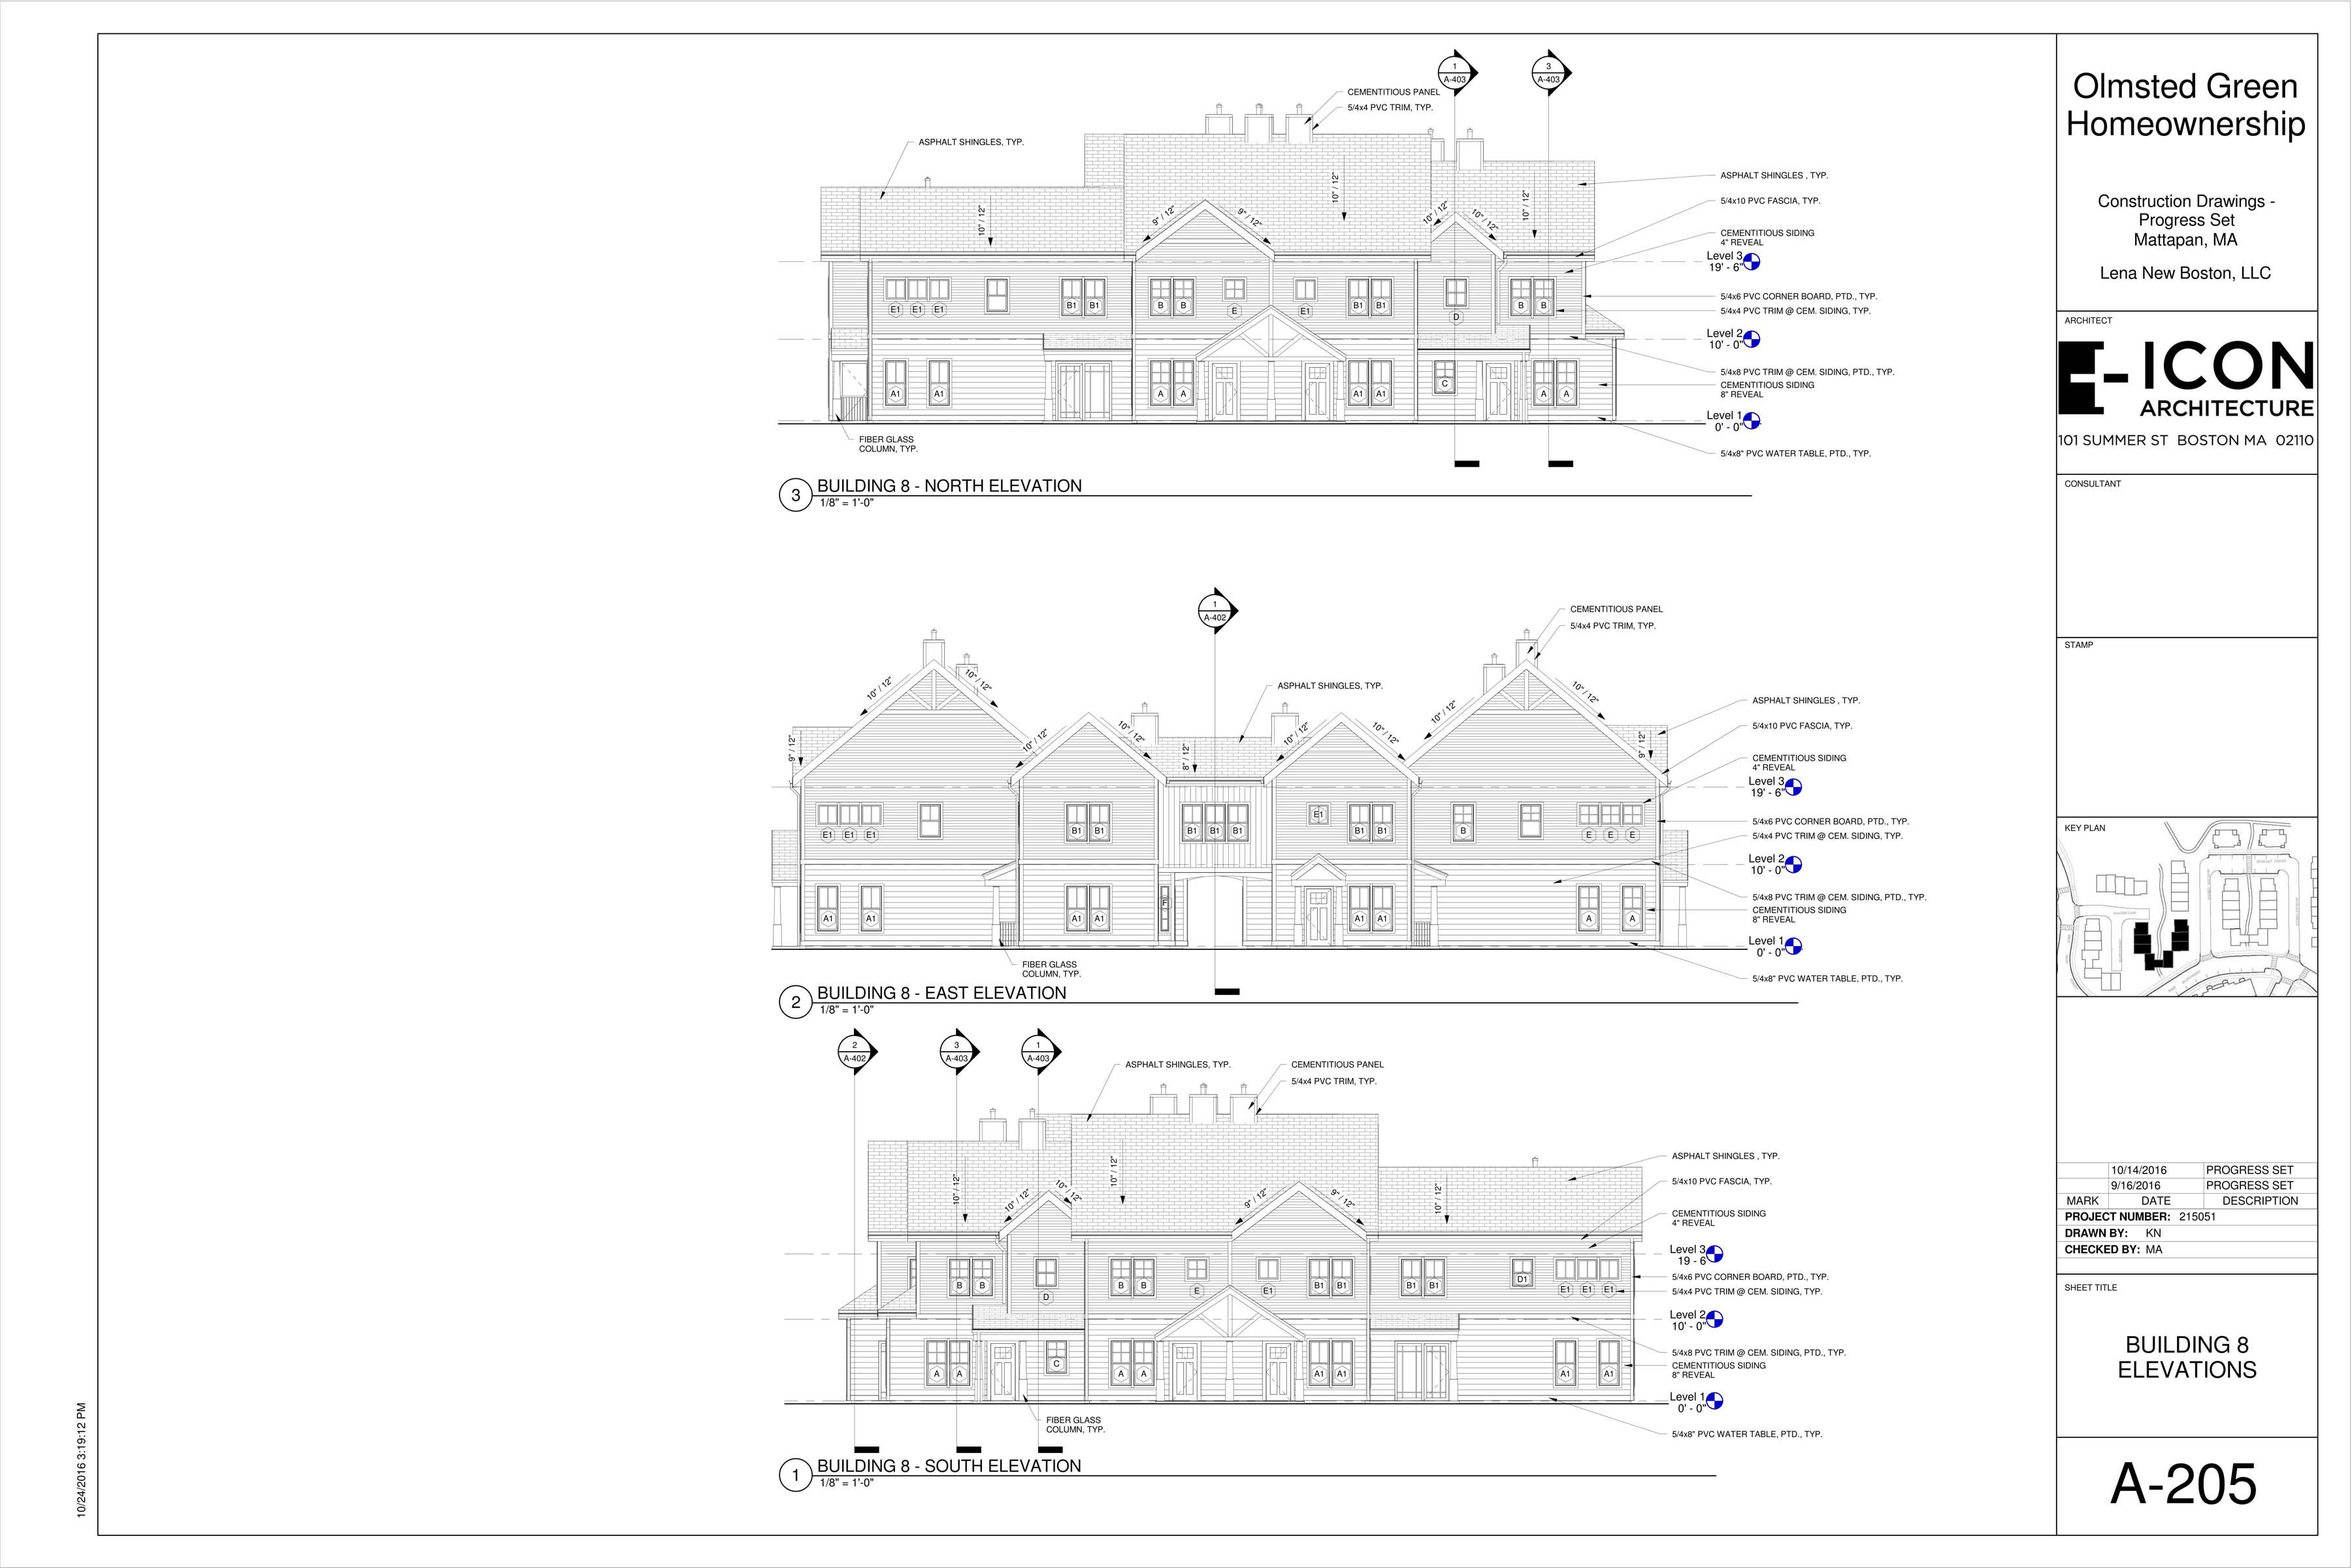 1
A-403
3
A-403
CEMENTITIOUS PANEL
5/4x4 PVC TRIM, TYP.
ASPHALT SHINGLES, TYP.
10" / 12"
9" / 12"
9" / 12"
10" / 12"
10" / 12"
10" / 12"
10" / 12"
ASPHALT SHINGLES , TYP.
5/4x10 PVC FASCIA, TYP.
CEMENTITIOUS SIDING
4" REVEAL
Level 3
19' - 6"
5/4x6 PVC CORNER BOARD, PTD., TYP.
5/4x4 PVC TRIM @ CEM. SIDING, TYP.
Level 2
10' - 0"
5/4x8 PVC TRIM @ CEM. SIDING, PTD., TYP.
CEMENTITIOUS SIDING
8" REVEAL
Level 1
0' - 0"
5/4x8" PVC WATER TABLE, PTD., TYP.
E1 E1 E1 B1 B1 B B E E1 B1 B1 D B B
A1 A1 A A A1 A1 C A A
FIBER GLASS
COLUMN, TYP.
3
BUILDING 8 - NORTH ELEVATION
1/8" = 1'-0"
1
A-402
CEMENTITIOUS PANEL
5/4x4 PVC TRIM, TYP.
ASPHALT SHINGLES, TYP.
9" / 12"
10" / 12"
10" / 12"
10" / 12"
10" / 12"
8" / 12"
10" / 12"
10" / 12"
10" / 12"
10" / 12"
9" / 12"
ASPHALT SHINGLES , TYP.
5/4x10 PVC FASCIA, TYP.
CEMENTITIOUS SIDING
4" REVEAL
Level 3
19' - 6"
5/4x6 PVC CORNER BOARD, PTD., TYP.
5/4x4 PVC TRIM @ CEM. SIDING, TYP.
Level 2
10' - 0"
5/4x8 PVC TRIM @ CEM. SIDING, PTD., TYP.
CEMENTITIOUS SIDING
8" REVEAL
Level 1
0' - 0"
5/4x8" PVC WATER TABLE, PTD., TYP.
E1 E1 E1 B1 B1 B1 B1 B1 E1 B1 B1 B E E E
A1 A1 A1 A1 F A1 A1 A A
FIBER GLASS
COLUMN, TYP.
2
BUILDING 8 - EAST ELEVATION
1/8" = 1'-0"
2
A-402
3
A-403
1
A-403
ASPHALT SHINGLES, TYP.
CEMENTITIOUS PANEL
5/4x4 PVC TRIM, TYP.
10" / 12"
10" / 12"
10" / 12"
10" / 12"
9" / 12"
9" / 12"
10" / 12"
ASPHALT SHINGLES , TYP.
5/4x10 PVC FASCIA, TYP.
CEMENTITIOUS SIDING
4" REVEAL
Level 3
19 - 6
5/4x6 PVC CORNER BOARD, PTD., TYP.
5/4x4 PVC TRIM @ CEM. SIDING, TYP.
Level 2
10' - 0"
5/4x8 PVC TRIM @ CEM. SIDING, PTD., TYP.
CEMENTITIOUS SIDING
8" REVEAL
Level 1
0' - 0"
5/4x8" PVC WATER TABLE, PTD., TYP.
B B D B B E E1 B1 B1 B1 B1 D1 E1 E1 E1
A A C A A A1 A1 A1 A1
FIBER GLASS
COLUMN, TYP.
1
BUILDING 8 - SOUTH ELEVATION
1/8" = 1'-0"
10/24/2016 3:19:12 PM
Olmsted Green
Homeownership
Construction Drawings -
Progress Set
Mattapan, MA
Lena New Boston, LLC
ARCHITECT
ICON
ARCHITECTURE
101 SUMMER ST BOSTON MA 02110
CONSULTANT
STAMP
KEY PLAN
10/14/2016 PROGRESS SET
9/16/2016 PROGRESS SET
MARK DATE DESCRIPTION
PROJECT NUMBER: 215051
DRAWN BY: KN
CHECKED BY: MA
SHEET TITLE
BUILDING 8
ELEVATIONS
A-205